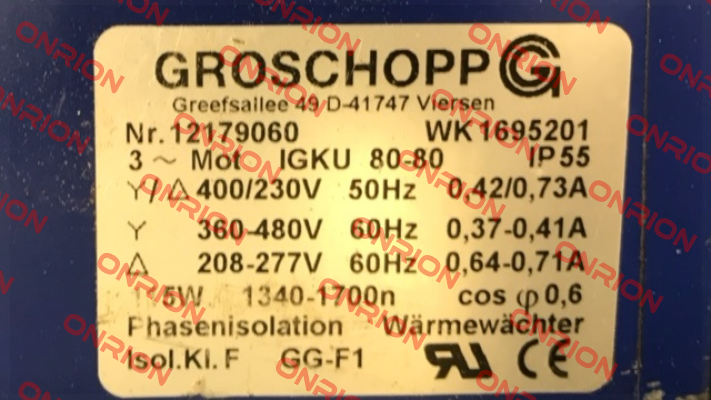 GROSCHOPP G
Greefsallee 49/D-41747 Viersen
Nr. 12179060 WK1695201
3 ~ Mot IGKU 80-80 IP55
Y/Δ 400/230V 50Hz 0,42/0,73A
Y 360-480V 60Hz 0,37-0,41A
Δ 208-277V 60Hz 0,64-0,71A
1340-1700n cos φ 0,6
Phasenisolation Wärmewächter
Isol.Kl. F GG-F1 CE
ONRION